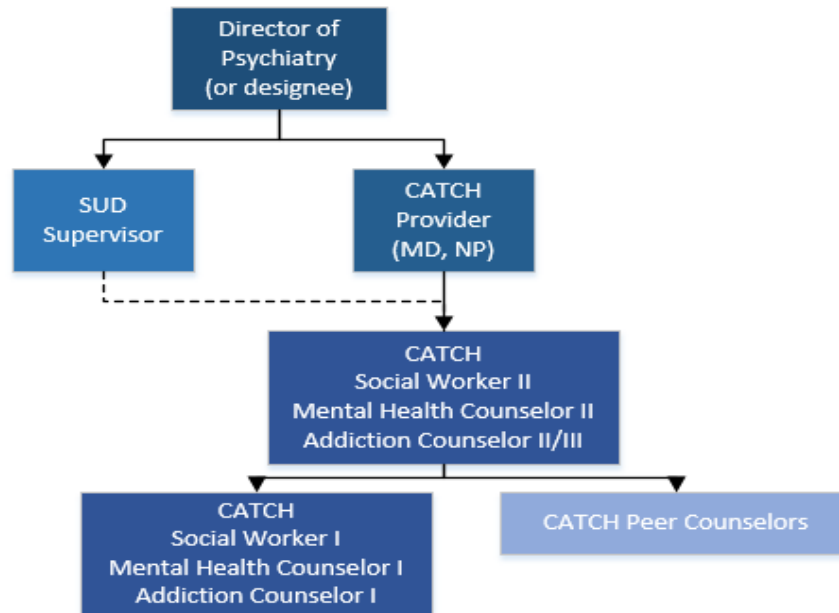 Director of
Psychiatry
(or designee)
SUD
Supervisor
CATCH
Provider
(MD, NP)
CATCH
Social Worker II
Mental Health Counselor II
Addiction Counselor II/III
CATCH
Social Worker I
Mental Health Counselor I
Addiction Counselor I
CATCH Peer Counselors